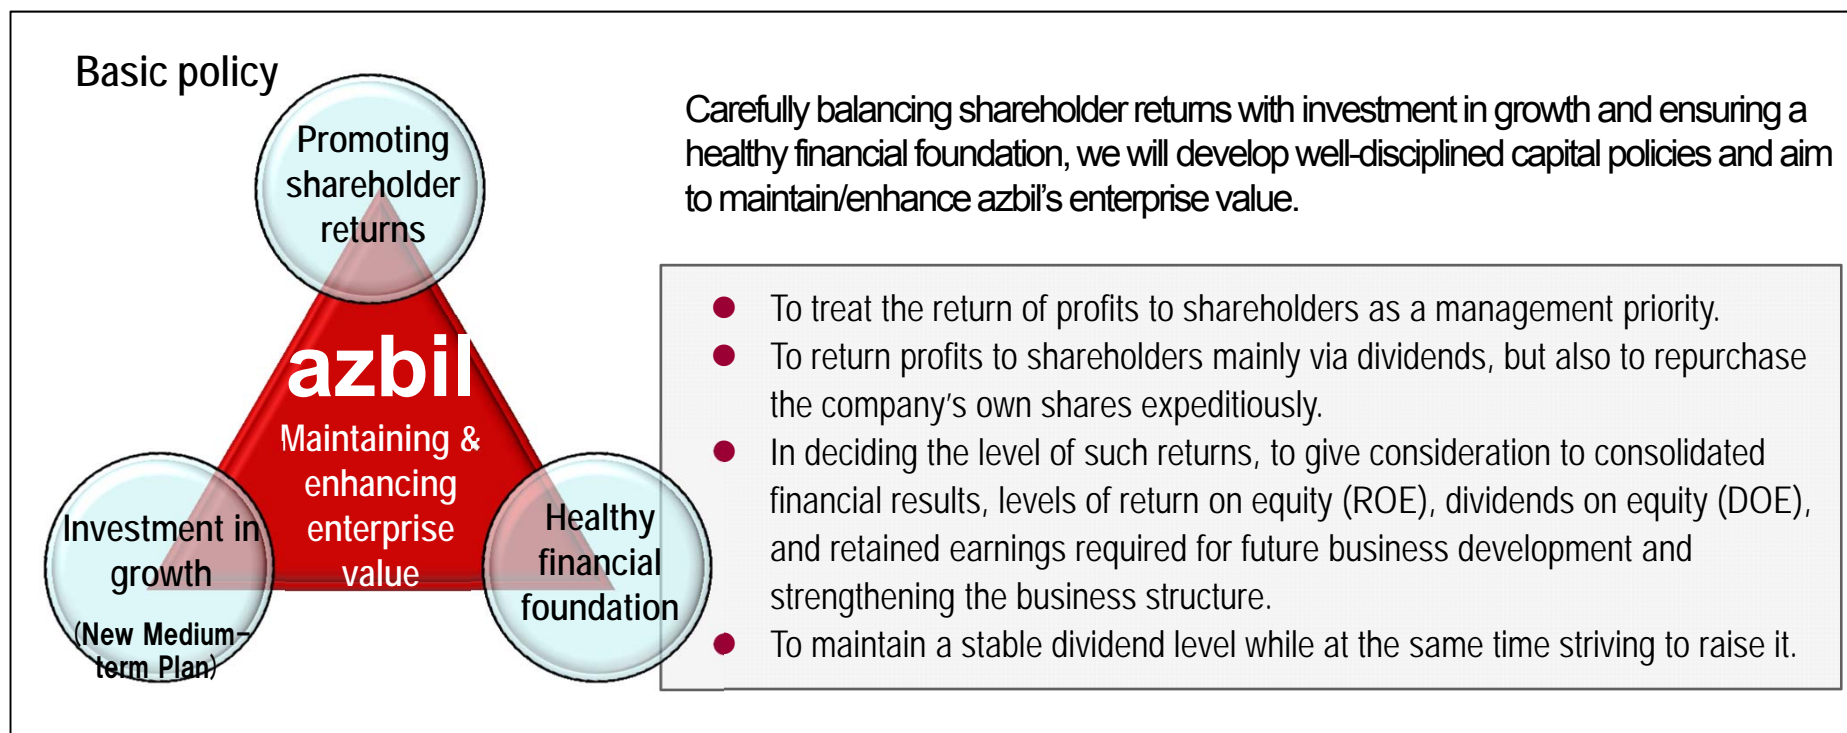 Basic policy
Promoting
shareholder
returns
azbil
Maintaining &
enhancing
enterprise
value
Investment in
growth
(New Medium-
term Plan)
Healthy
financial
foundation
Carefully balancing shareholder returns with investment in growth and ensuring a
healthy financial foundation, we will develop well-disciplined capital policies and aim
to maintain/enhance azbil's enterprise value.
● To treat the return of profits to shareholders as a management priority.
● To return profits to shareholders mainly via dividends, but also to repurchase
the company's own shares expeditiously.
● In deciding the level of such returns, to give consideration to consolidated
financial results, levels of return on equity (ROE), dividends on equity (DOE),
and retained earnings required for future business development and
strengthening the business structure.
● To maintain a stable dividend level while at the same time striving to raise it.